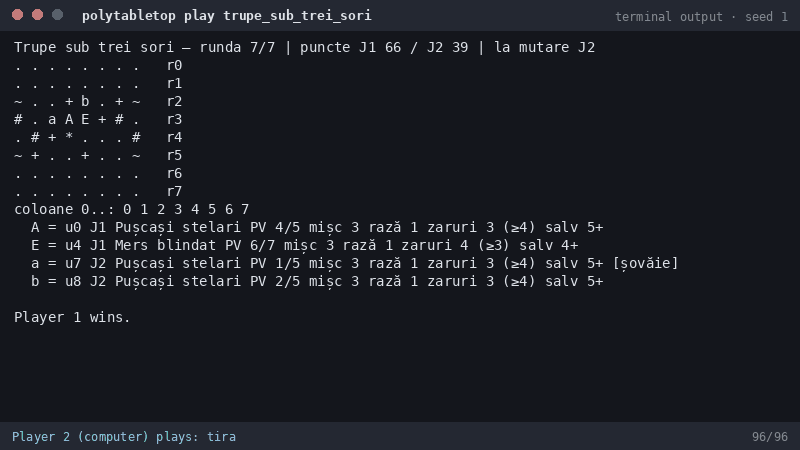 polytabletop play trupe_sub_trei_sori
terminal output · seed 1
Trupe sub trei sori — runda 7/7 | puncte J1 66 / J2 39 | la mutare J2
. . . . . . . .   r0
. . . . . . . .   r1
~ . . + b . + ~   r2
# . a A E + # .   r3
. # + * . . . #   r4
~ + . . + . . ~   r5
. . . . . . . .   r6
. . . . . . . .   r7
coloane 0..: 0 1 2 3 4 5 6 7
  A = u0 J1 Pușcași stelari PV 4/5 mișc 3 rază 1 zaruri 3 (≥4) salv 5+
  E = u4 J1 Mers blindat PV 6/7 mișc 3 rază 1 zaruri 4 (≥3) salv 4+
  a = u7 J2 Pușcași stelari PV 1/5 mișc 3 rază 1 zaruri 3 (≥4) salv 5+ [șovăie]
  b = u8 J2 Pușcași stelari PV 2/5 mișc 3 rază 1 zaruri 3 (≥4) salv 5+
Player 1 wins.
Player 2 (computer) plays: tira
96/96